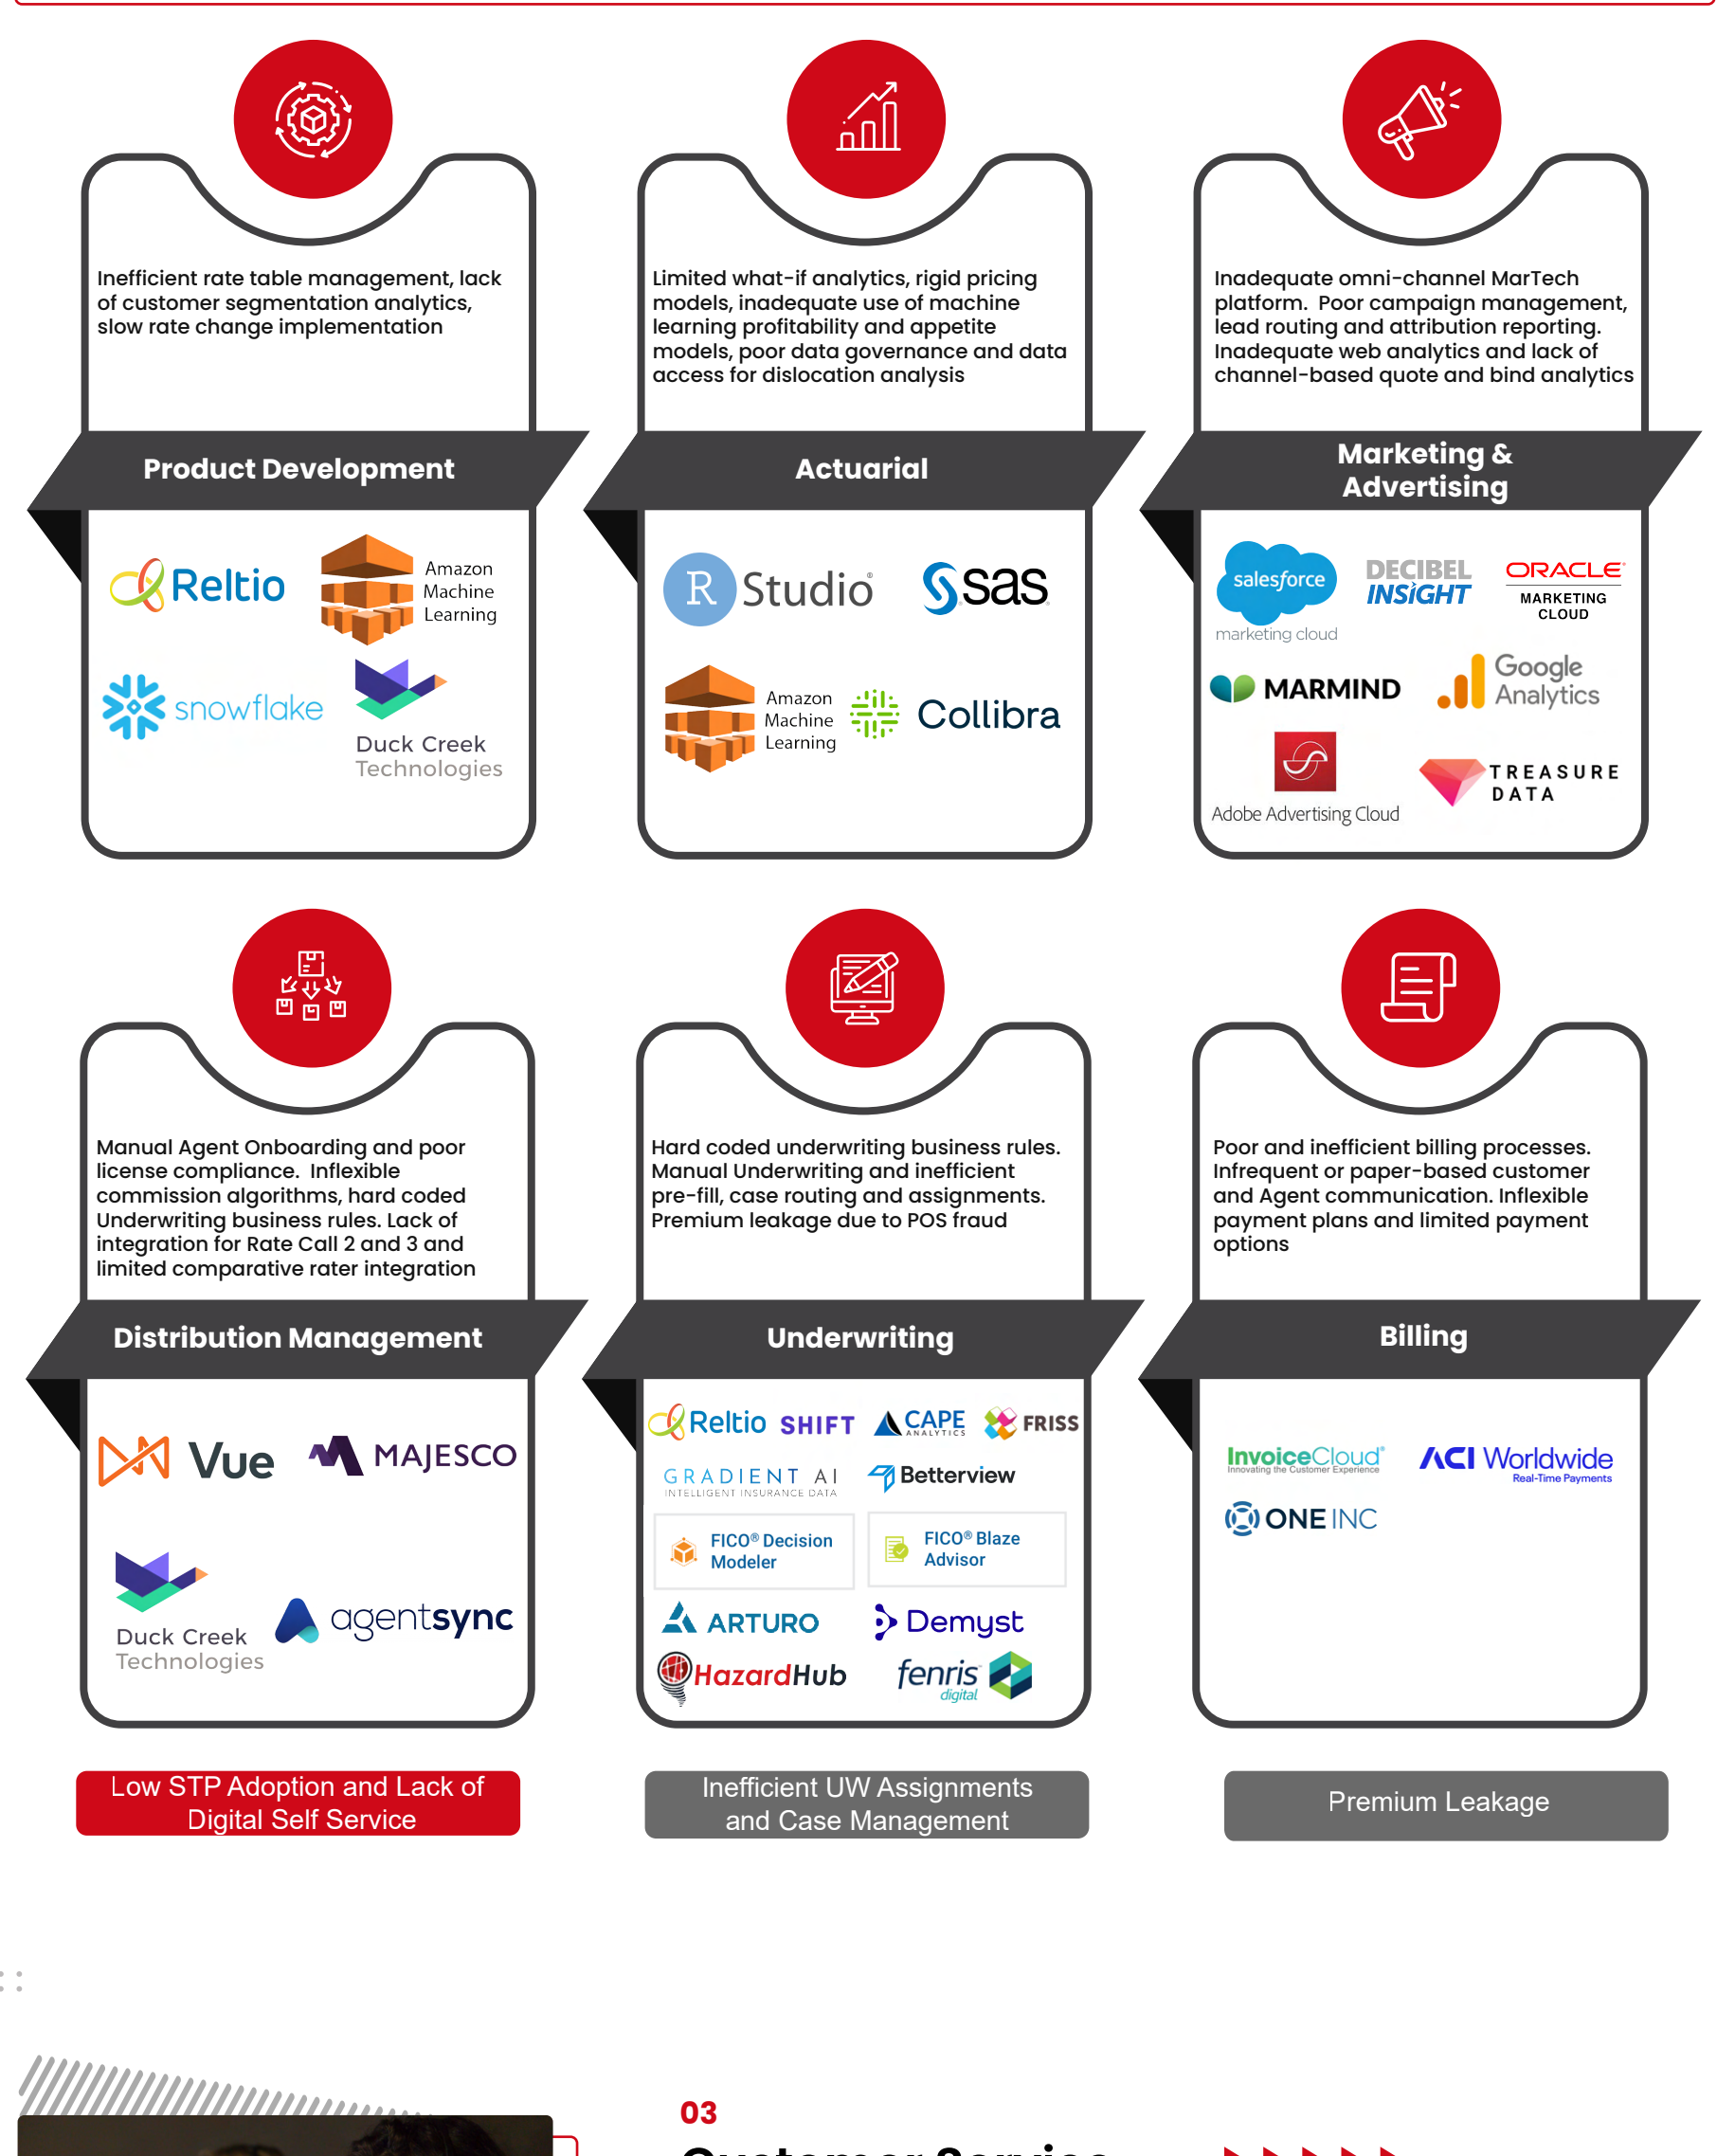 Inefficient rate table management, lack
of customer segmentation analytics,
slow rate change implementation
Product Development
Reltio
Amazon
Machine
Learning
snowflake
Duck Creek
Technologies
Limited what-if analytics, rigid pricing
models, inadequate use of machine
learning profitability and appetite
models, poor data governance and data
access for dislocation analysis
Actuarial
R Studio®
sas
Amazon
Machine
Learning
Collibra
Inadequate omni-channel MarTech
platform.  Poor campaign management,
lead routing and attribution reporting.
Inadequate web analytics and lack of
channel-based quote and bind analytics
Marketing &
Advertising
salesforce
marketing cloud
DECIBEL
INSIGHT
ORACLE®
MARKETING
CLOUD
MARMIND
Google
Analytics
Adobe Advertising Cloud
TREASURE
DATA
Manual Agent Onboarding and poor
license compliance.  Inflexible
commission algorithms, hard coded
Underwriting business rules. Lack of
integration for Rate Call 2 and 3 and
limited comparative rater integration
Distribution Management
Vue
MAJESCO
Duck Creek
Technologies
agentsync
Hard coded underwriting business rules.
Manual Underwriting and inefficient
pre-fill, case routing and assignments.
Premium leakage due to POS fraud
Underwriting
Reltio
SHIFT
CAPE
ANALYTICS
FRISS
GRADIENT AI
INTELLIGENT INSURANCE DATA
Betterview
FICO® Decision
Modeler
FICO® Blaze
Advisor
ARTURO
Demyst
HazardHub
fenris
digital
Poor and inefficient billing processes.
Infrequent or paper-based customer
and Agent communication. Inflexible
payment plans and limited payment
options
Billing
InvoiceCloud®
Innovating the Customer Experience
ACI Worldwide
Real-Time Payments
ONE INC
Low STP Adoption and Lack of
Digital Self Service
Inefficient UW Assignments
and Case Management
Premium Leakage
03
Customer Service